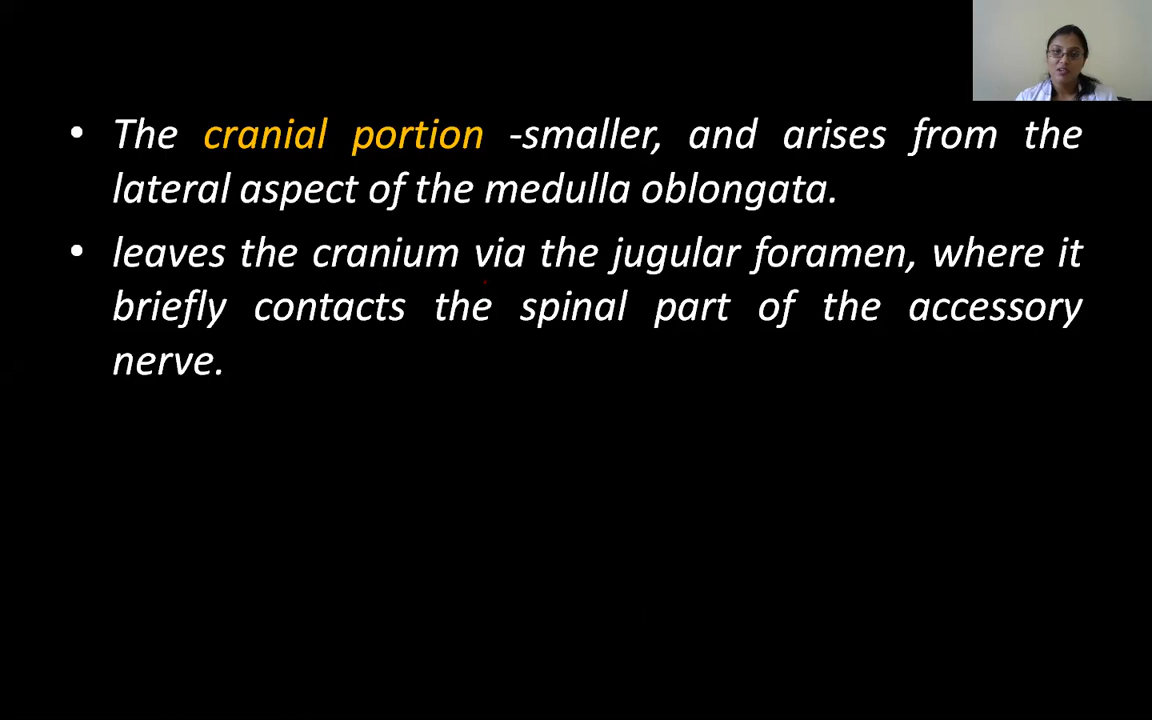 • The cranial portion -smaller, and arises from the
lateral aspect of the medulla oblongata.
• leaves the cranium via the jugular foramen, where it
briefly contacts the spinal part of the accessory
nerve.